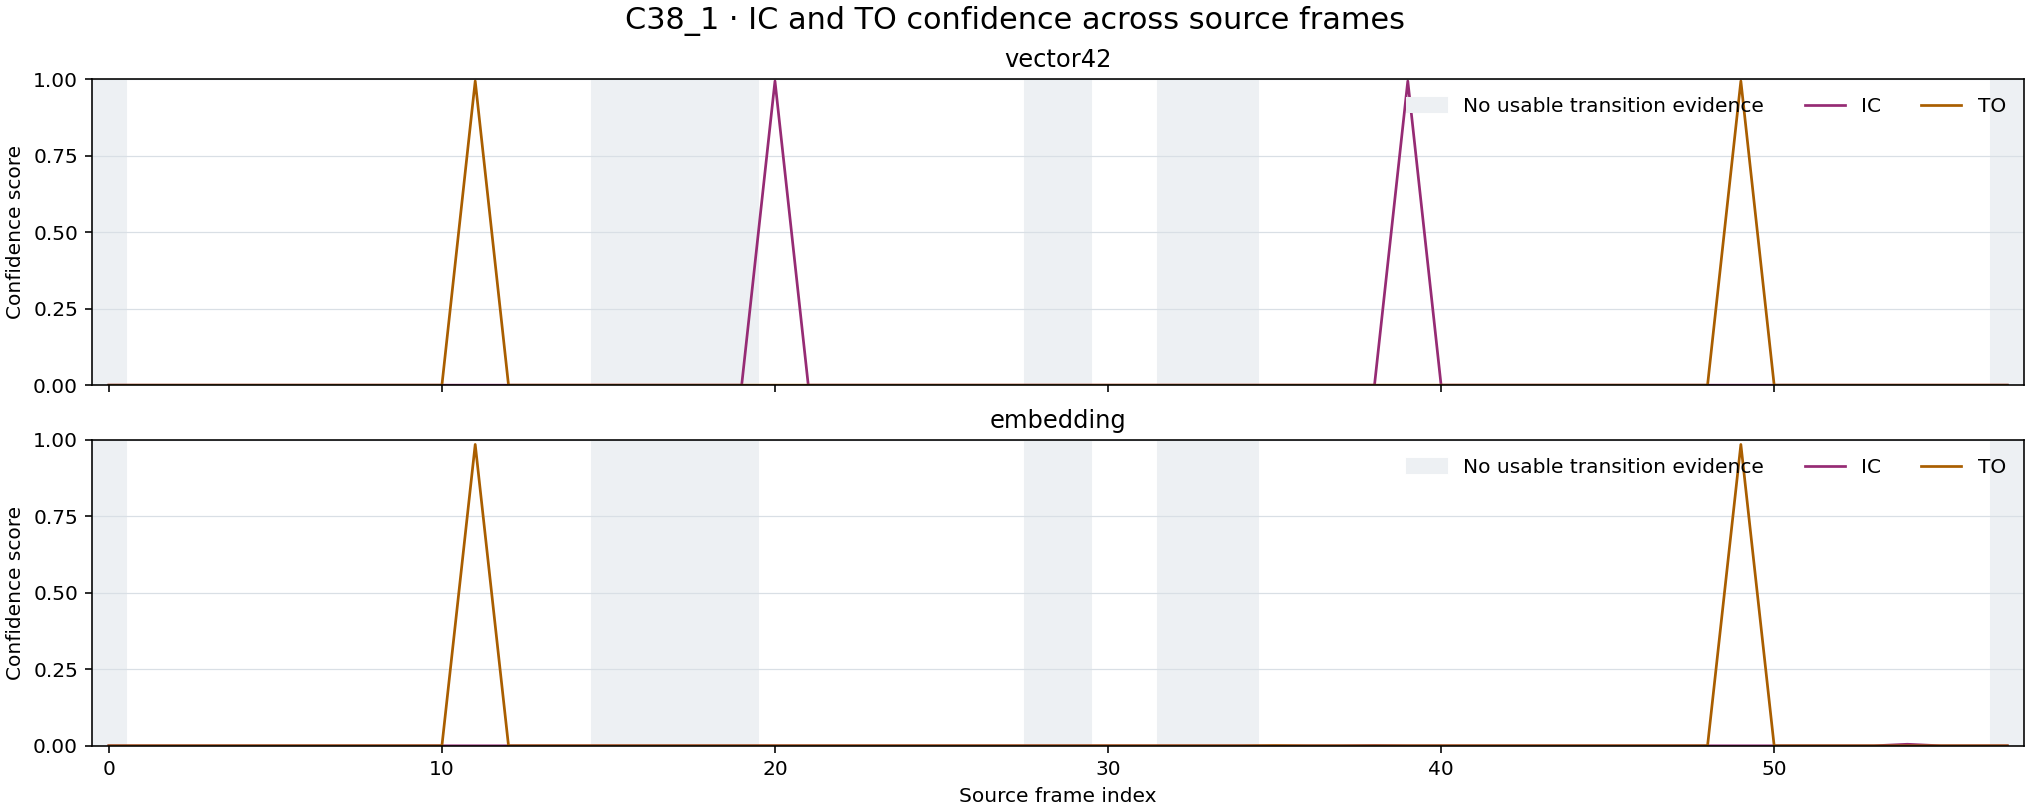 C38_1 · IC and TO confidence across source frames
vector42
1.00
0.75
0.50
0.25
0.00
Confidence score
No usable transition evidence
IC
TO
embedding
1.00
0.75
0.50
0.25
0.00
Confidence score
No usable transition evidence
IC
TO
0
10
20
30
40
50
Source frame index